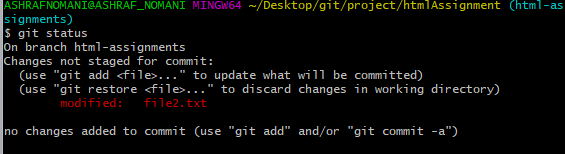 ASHRAFNOMANI@ASHRAF_NOMANI MINGW64 ~/Desktop/git/project/htmlAssignment (html-as
signments)
$ git status
On branch html-assignments
Changes not staged for commit:
  (use "git add <file>..." to update what will be committed)
  (use "git restore <file>..." to discard changes in working directory)
        modified:   file2.txt

no changes added to commit (use "git add" and/or "git commit -a")